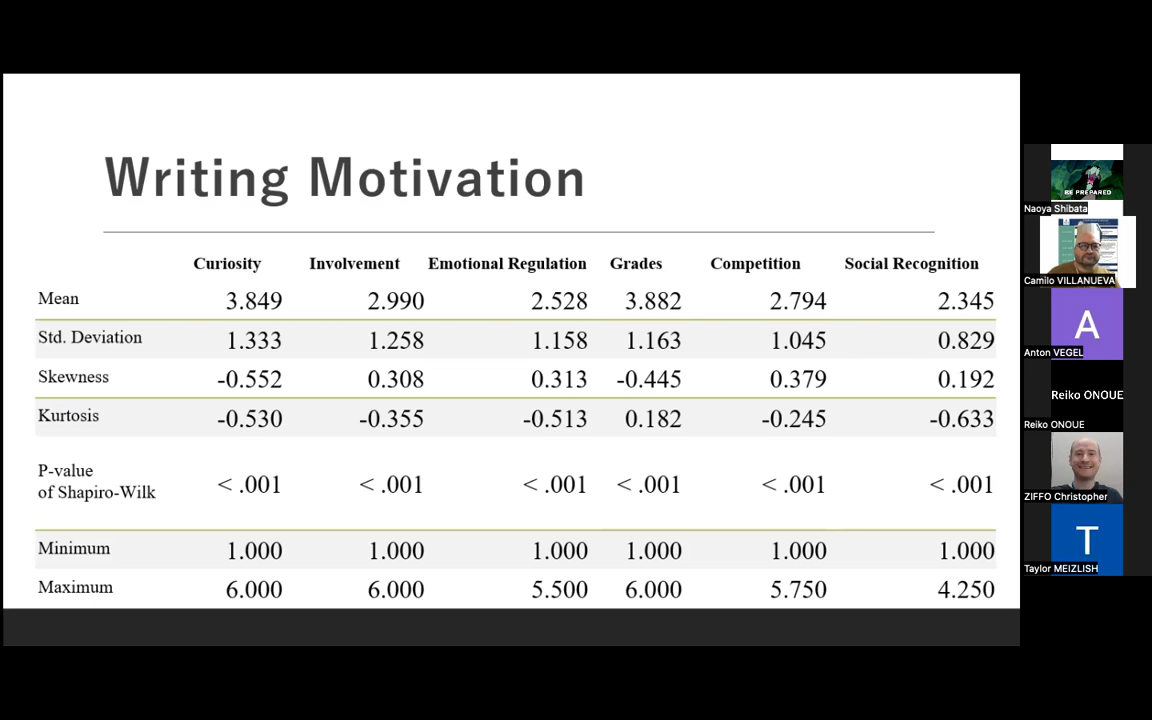 Writing Motivation
Curiosity Involvement Emotional Regulation Grades Competition Social Recognition
Mean 3.849 2.990 2.528 3.882 2.794 2.345
Std. Deviation 1.333 1.258 1.158 1.163 1.045 0.829
Skewness -0.552 0.308 0.313 -0.445 0.379 0.192
Kurtosis -0.530 -0.355 -0.513 0.182 -0.245 -0.633
P-value
of Shapiro-Wilk < .001 < .001 < .001 < .001 < .001 < .001
Minimum 1.000 1.000 1.000 1.000 1.000 1.000
Maximum 6.000 6.000 5.500 6.000 5.750 4.250
BE PREPARED
Naoya Shibata
Camilo VILLANUEVA
A
Anton VEGEL
Reiko ONOUE
Reiko ONOUE
ZIFFO Christopher
T
Taylor MEIZLISH